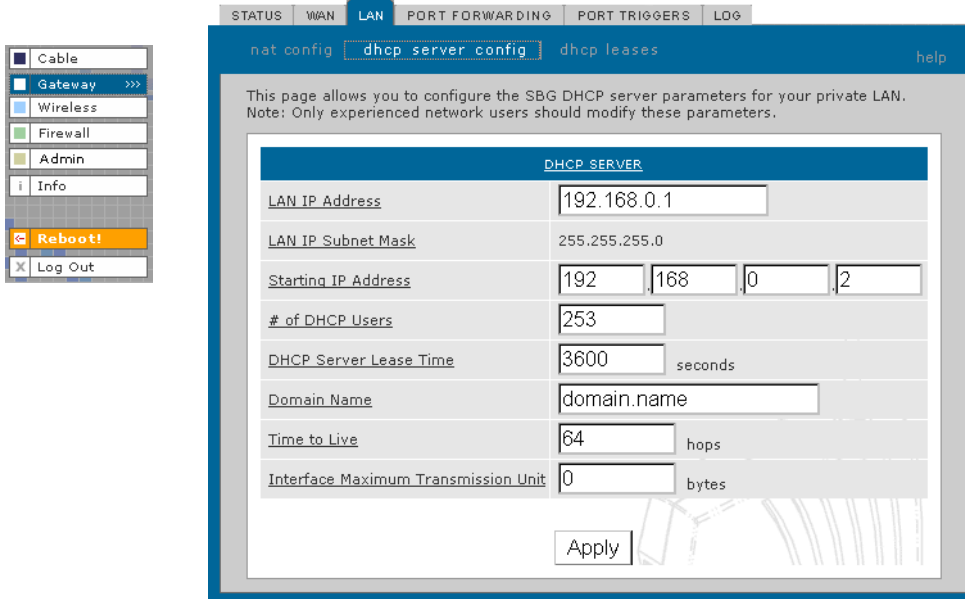 STATUS WAN LAN PORT FORWARDING PORT TRIGGERS LOG
nat config dhcp server config dhcp leases
help
Cable
Gateway >>>
Wireless
Firewall
Admin
i Info
Reboot!
X Log Out
This page allows you to configure the SBG DHCP server parameters for your private LAN.
Note: Only experienced network users should modify these parameters.
DHCP SERVER
LAN IP Address 192.168.0.1
LAN IP Subnet Mask 255.255.255.0
Starting IP Address 192 .168 .0 .2
# of DHCP Users 253
DHCP Server Lease Time 3600 seconds
Domain Name domain.name
Time to Live 64 hops
Interface Maximum Transmission Unit 0 bytes
Apply